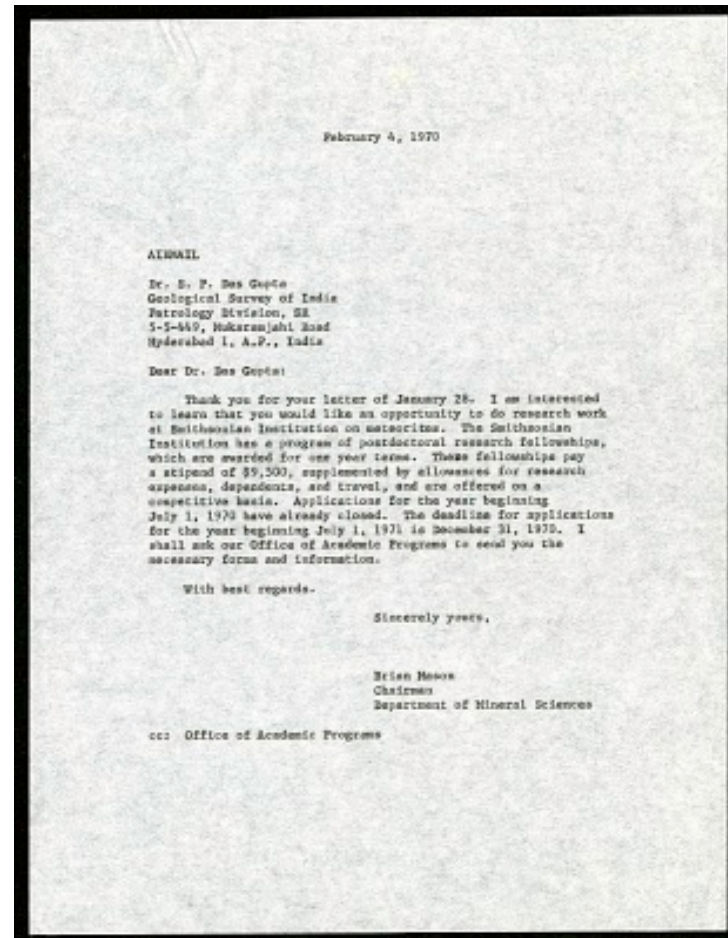 February 4, 1970
AIRMAIL
Dr. S. P. Das Gupta
Geological Survey of India
Petrology Division, SR
5-5-449, Mukaramjahi Road
Hyderabad 1, A.P., India
Dear Dr. Das Gupta:
Thank you for your letter of January 28. I am interested
to learn that you would like an opportunity to do research work
at Smithsonian Institution on meteorites. The Smithsonian
Institution has a program of postdoctoral research fellowships,
which are awarded for one year terms. These fellowships pay
a stipend of $9,500, supplemented by allowances for research
expenses, dependents, and travel, and are offered on a
competitive basis. Applications for the year beginning
July 1, 1970 have already closed. The deadline for applications
for the year beginning July 1, 1971 is December 31, 1970. I
shall ask our Office of Academic Programs to send you the
necessary forms and information.
With best regards.
Sincerely yours,
Brian Mason
Chairman
Department of Mineral Sciences
cc: Office of Academic Programs